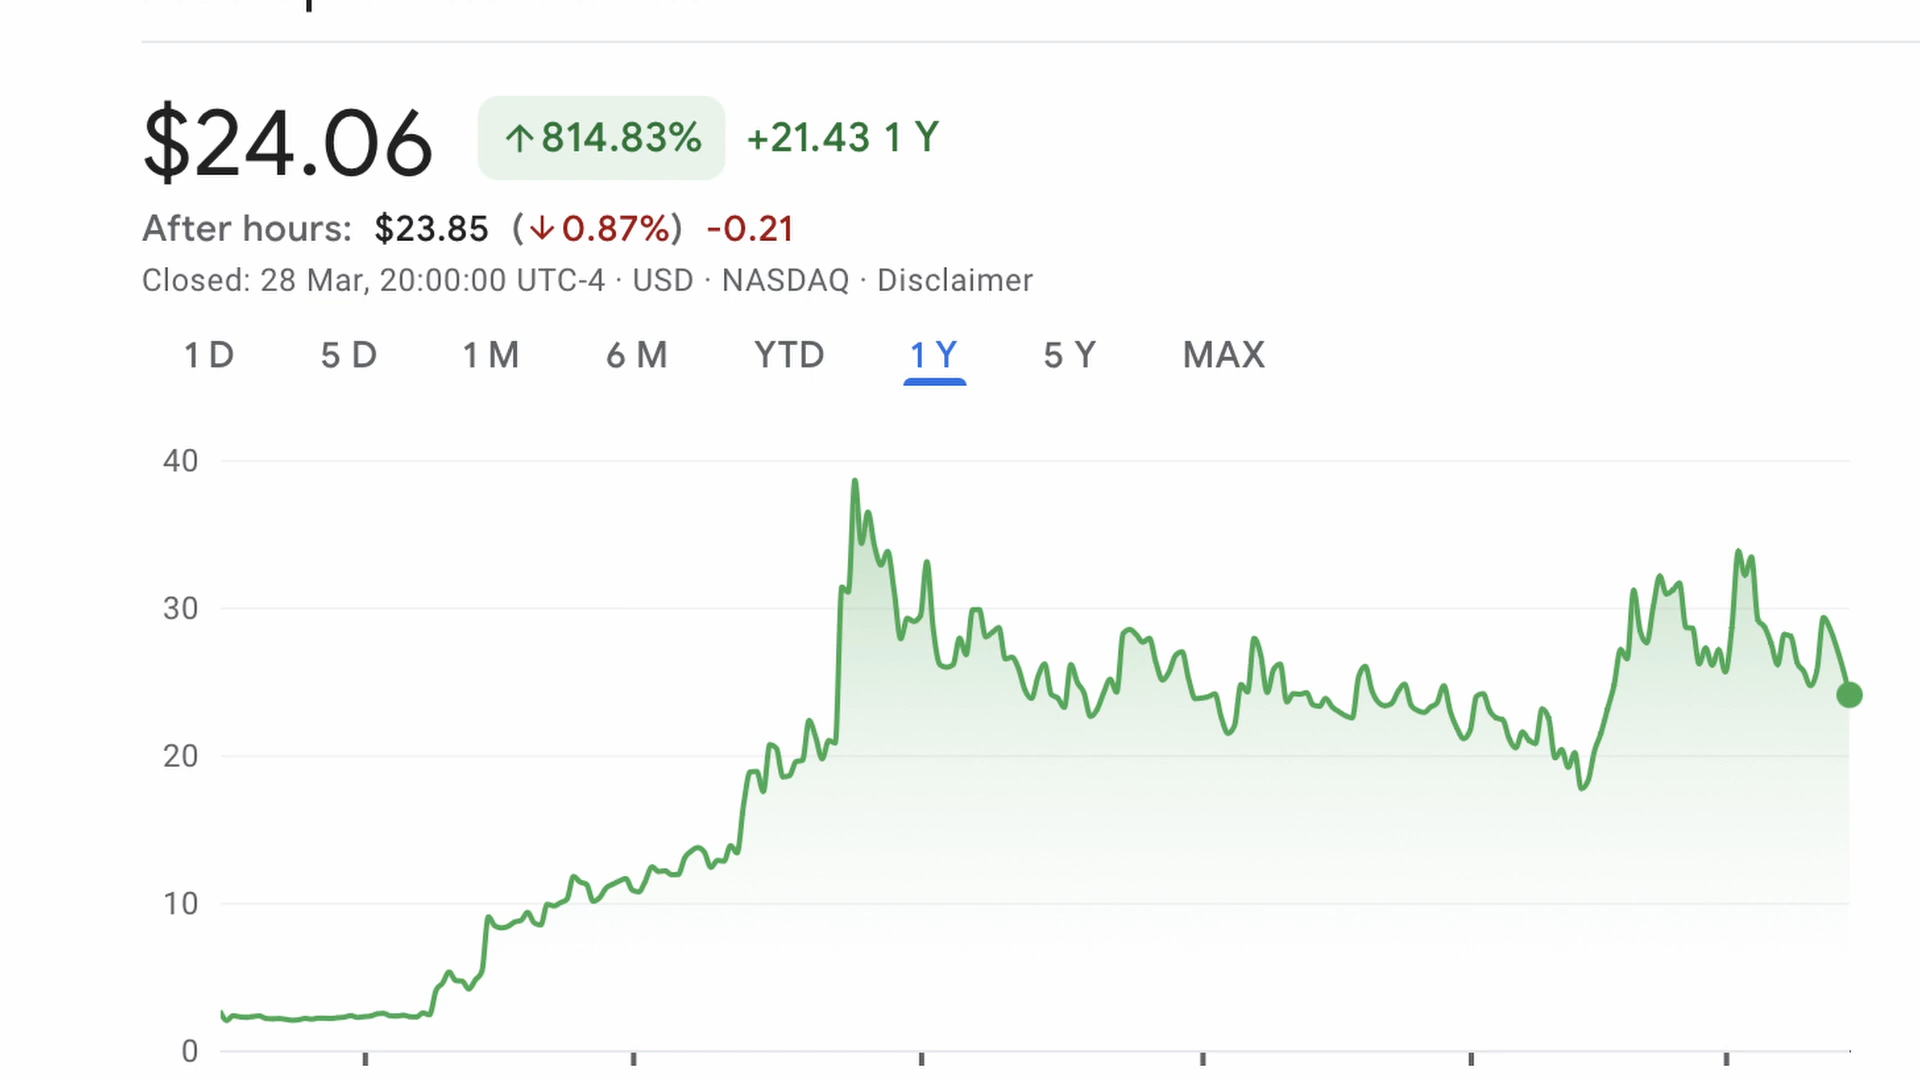 $24.06 ↑814.83% +21.43 1 Y
After hours: $23.85 (↓0.87%) -0.21
Closed: 28 Mar, 20:00:00 UTC-4 · USD · NASDAQ · Disclaimer
1 D 5 D 1 M 6 M YTD 1 Y 5 Y MAX
40
30
20
10
0